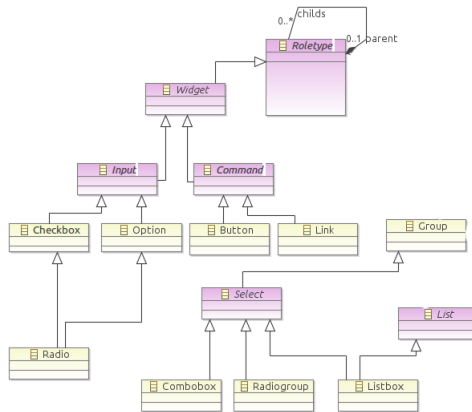 childs
0..*
0..1 parent
Roletype
Widget
Input
Command
Checkbox
Option
Button
Link
Group
Select
List
Radio
Combobox
Radiogroup
Listbox